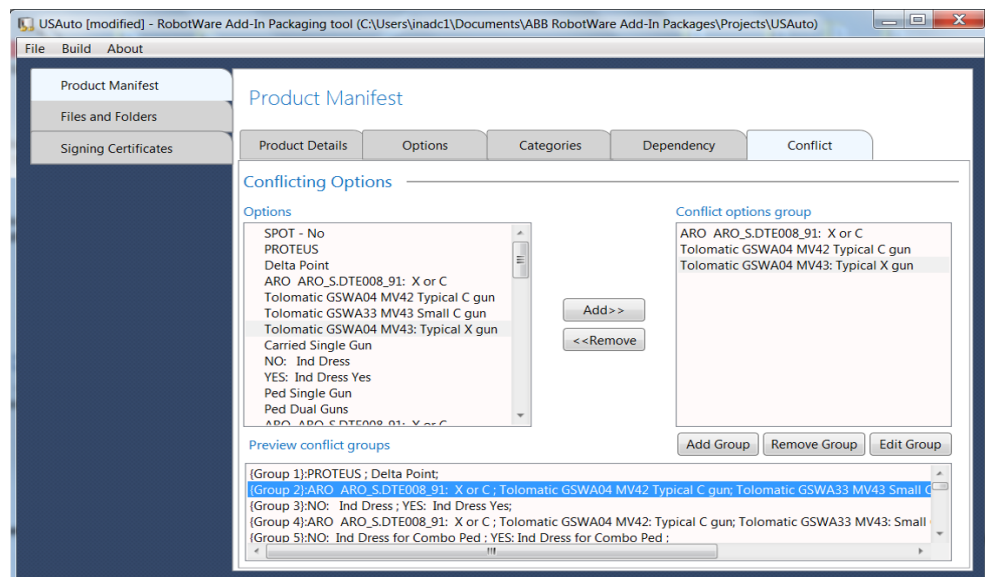 USAuto [modified] - RobotWare Add-In Packaging tool (C:\Users\inadc1\Documents\ABB RobotWare Add-In Packages\Projects\USAuto)
File Build About
Product Manifest
Files and Folders
Signing Certificates
Product Manifest
Product Details Options Categories Dependency Conflict
Conflicting Options
Options
SPOT - No
PROTEUS
Delta Point
ARO ARO_S.DTE008_91: X or C
Tolomatic GSWA04 MV42 Typical C gun
Tolomatic GSWA33 MV43 Small C gun
Tolomatic GSWA04 MV43: Typical X gun
Carried Single Gun
NO: Ind Dress
YES: Ind Dress Yes
Ped Single Gun
Ped Dual Guns
ARO ARO_S.DTE008_91: X or C
Add>>
<<Remove
Conflict options group
ARO ARO_S.DTE008_91: X or C
Tolomatic GSWA04 MV42 Typical C gun
Tolomatic GSWA04 MV43: Typical X gun
Preview conflict groups
Add Group Remove Group Edit Group
{Group 1}:PROTEUS ; Delta Point;
{Group 2}:ARO ARO_S.DTE008_91: X or C ; Tolomatic GSWA04 MV42 Typical C gun; Tolomatic GSWA33 MV43 Small C
{Group 3}:NO: Ind Dress ; YES: Ind Dress Yes;
{Group 4}:ARO ARO_S.DTE008_91: X or C ; Tolomatic GSWA04 MV42: Typical C gun; Tolomatic GSWA33 MV43: Small
{Group 5}:NO: Ind Dress for Combo Ped ; YES: Ind Dress for Combo Ped ;